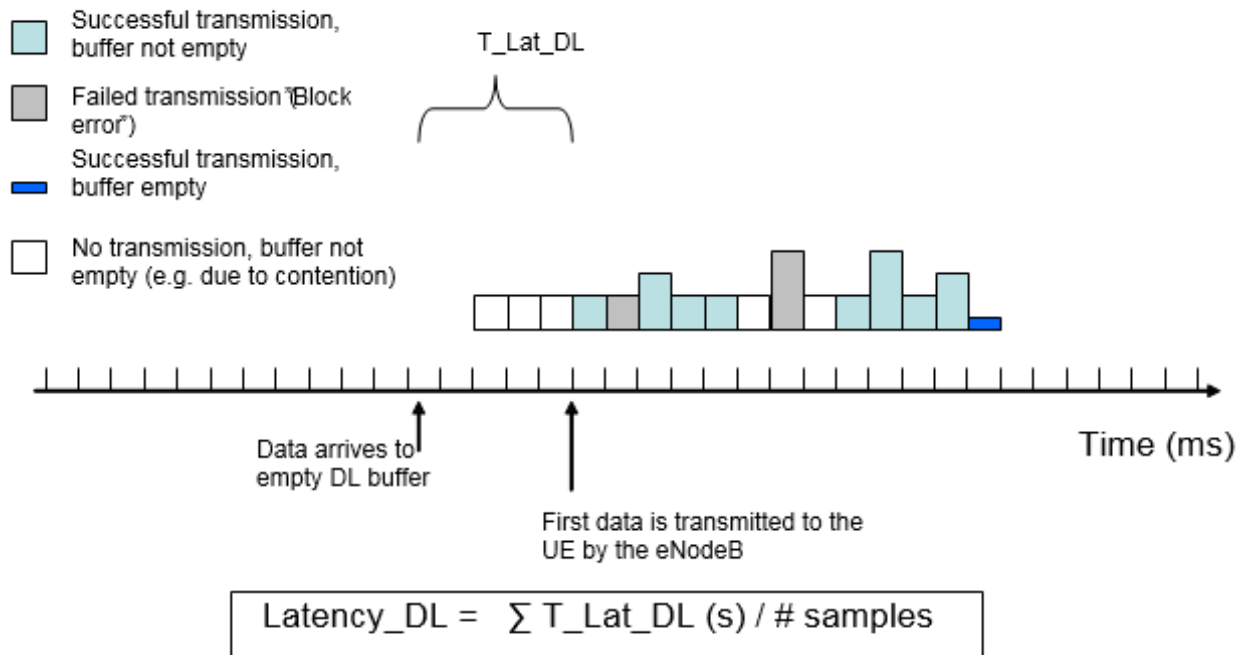 Successful transmission,
buffer not empty
T_Lat_DL
Failed transmission ”(Block
error”)
Successful transmission,
buffer empty
No transmission, buffer not
empty (e.g. due to contention)
Data arrives to
empty DL buffer
Time (ms)
First data is transmitted to the
UE by the eNodeB
Latency_DL = ∑ T_Lat_DL (s) / # samples